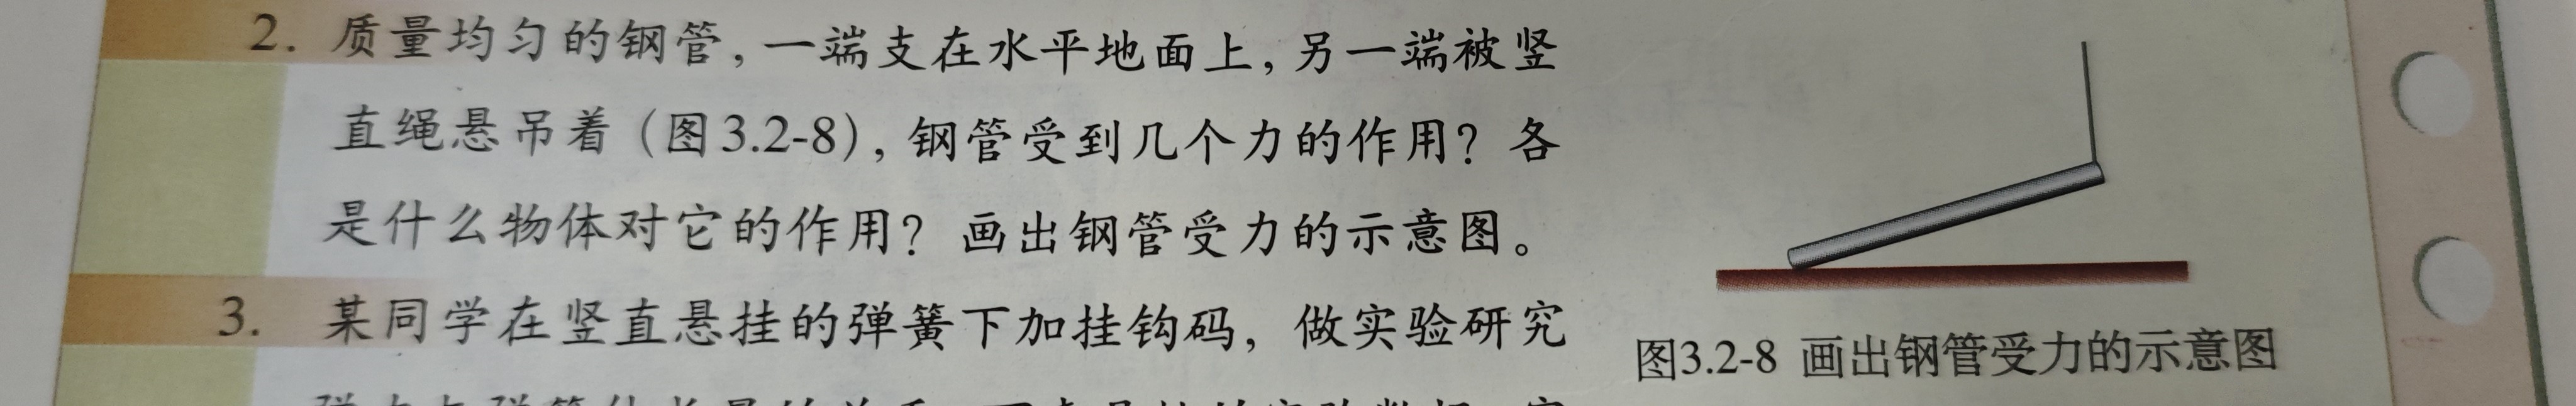 2. 质量均匀的钢管，一端支在水平地面上，另一端被竖
直绳悬吊着（图3.2-8），钢管受到几个力的作用？各
是什么物体对它的作用？画出钢管受力的示意图。
3. 某同学在竖直悬挂的弹簧下加挂钩码，做实验研究
图3.2-8 画出钢管受力的示意图